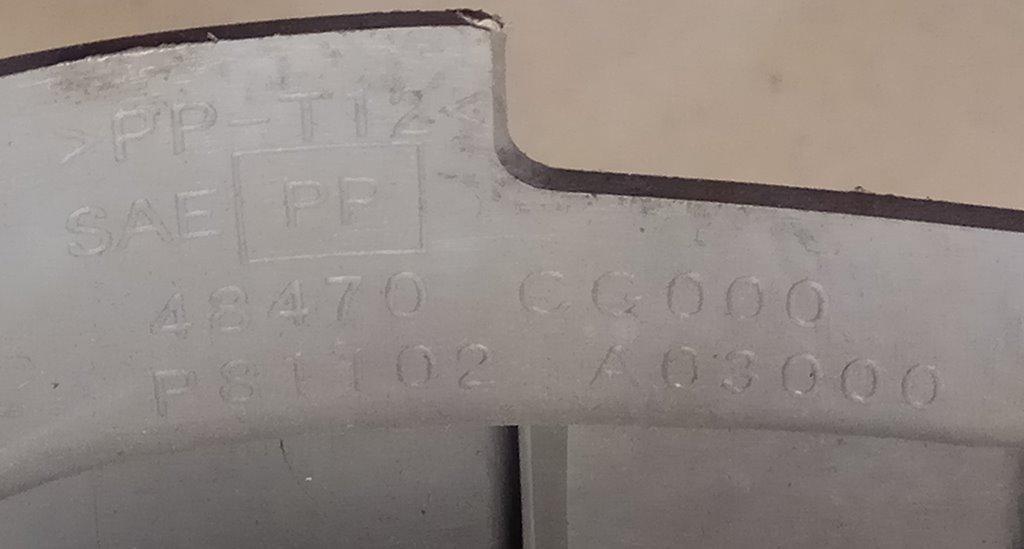 >PP-T12<
SAE PP
48470 CG000
P81102 A03000